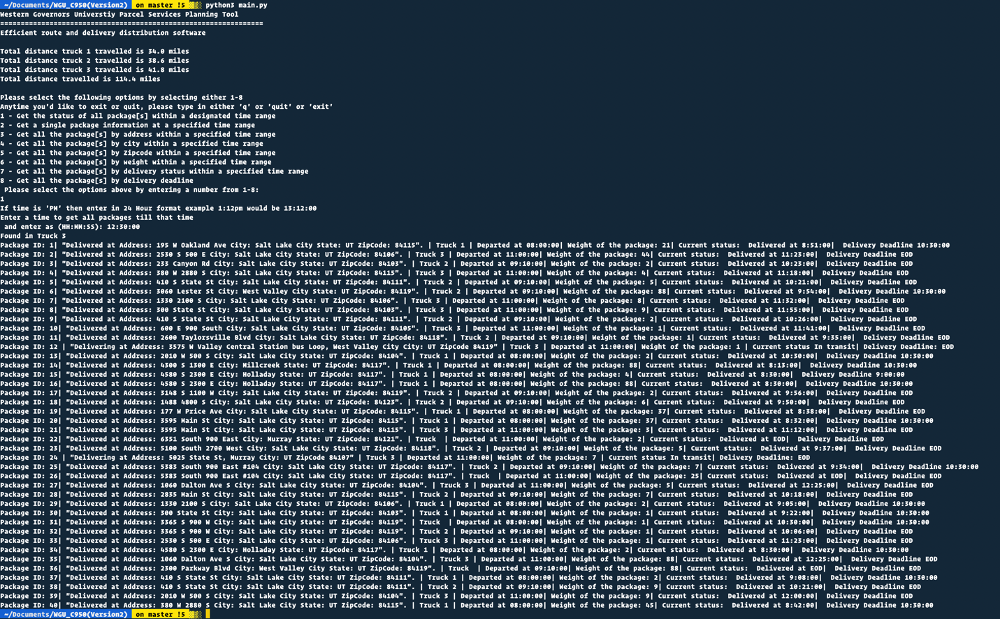 ~/Documents/WGU_C950(Version2) on master !5 python3 main.py
Western Governors Universtiy Parcel Services Planning Tool
================================================================
Efficient route and delivery distribution software
Total distance truck 1 travelled is 34.0 miles
Total distance truck 2 travelled is 38.6 miles
Total distance truck 3 travelled is 41.8 miles
Total distance travelled is 114.4 miles
Please select the following options by selecting either 1-8
Anytime you'd like to exit or quit, please type in either 'q' or 'quit' or 'exit'
1 - Get the status of all package[s] within a designated time range
2 - Get a single package information at a specified time range
3 - Get all the package[s] by address within a specified time range
4 - Get all the package[s] by city within a specified time range
5 - Get all the package[s] by Zipcode within a specified time range
6 - Get all the package[s] by weight within a specified time range
7 - Get all the package[s] by delivery status within a specified time range
8 - Get all the package[s] by delivery deadline
Please select the options above by entering a number from 1-8:
1
If time is 'PM' then enter in 24 Hour format example 1:12pm would be 13:12:00
Enter a time to get all packages till that time
and enter as (HH:MM:SS): 12:30:00
Found in Truck 3
Package ID: 1| "Delivered at Address: 195 W Oakland Ave City: Salt Lake City State: UT ZipCode: 84115". | Truck 1 | Departed at 08:00:00| Weight of the package: 21| Current status:  Delivered at 8:51:00|  Delivery Deadline 10:30:00
Package ID: 2| "Delivered at Address: 2530 S 500 E City: Salt Lake City State: UT ZipCode: 84106". | Truck 3 | Departed at 11:00:00| Weight of the package: 44| Current status:  Delivered at 11:23:00|  Delivery Deadline EOD
Package ID: 3| "Delivered at Address: 233 Canyon Rd City: Salt Lake City State: UT ZipCode: 84103". | Truck 2 | Departed at 09:10:00| Weight of the package: 2| Current status:  Delivered at 10:23:00|  Delivery Deadline EOD
Package ID: 4| "Delivered at Address: 380 W 2880 S City: Salt Lake City State: UT ZipCode: 84115". | Truck 3 | Departed at 11:00:00| Weight of the package: 4| Current status:  Delivered at 11:18:00|  Delivery Deadline EOD
Package ID: 5| "Delivered at Address: 410 S State St City: Salt Lake City State: UT ZipCode: 84111". | Truck 2 | Departed at 09:10:00| Weight of the package: 5| Current status:  Delivered at 10:21:00|  Delivery Deadline EOD
Package ID: 6| "Delivered at Address: 3060 Lester St City: West Valley City State: UT ZipCode: 84119". | Truck 2 | Departed at 09:10:00| Weight of the package: 88| Current status:  Delivered at 9:54:00|  Delivery Deadline 10:30:00
Package ID: 7| "Delivered at Address: 1330 2100 S City: Salt Lake City State: UT ZipCode: 84106". | Truck 3 | Departed at 11:00:00| Weight of the package: 8| Current status:  Delivered at 11:32:00|  Delivery Deadline EOD
Package ID: 8| "Delivered at Address: 300 State St City: Salt Lake City State: UT ZipCode: 84103". | Truck 3 | Departed at 11:00:00| Weight of the package: 9| Current status:  Delivered at 11:55:00|  Delivery Deadline EOD
Package ID: 9| "Delivered at Address: 410 S State St City: Salt Lake City State: UT ZipCode: 84111". | Truck 2 | Departed at 09:10:00| Weight of the package: 2| Current status:  Delivered at 10:26:00|  Delivery Deadline EOD
Package ID: 10| "Delivered at Address: 600 E 900 South City: Salt Lake City State: UT ZipCode: 84105". | Truck 3 | Departed at 11:00:00| Weight of the package: 1| Current status:  Delivered at 11:41:00|  Delivery Deadline EOD
Package ID: 11| "Delivered at Address: 2600 Taylorsville Blvd City: Salt Lake City State: UT ZipCode: 84118". | Truck 2 | Departed at 09:10:00| Weight of the package: 1| Current status:  Delivered at 9:35:00|  Delivery Deadline EOD
Package ID: 12 | "Delivering at Address: 3575 W Valley Central Station bus Loop, West Valley City City: UT ZipCode 84119" | Truck 3 | Departed at 11:00:00| Weight of the package: 1 | Current status In transit| Delivery Deadline: EOD
Package ID: 13| "Delivered at Address: 2010 W 500 S City: Salt Lake City State: UT ZipCode: 84104". | Truck 1 | Departed at 08:00:00| Weight of the package: 2| Current status:  Delivered at 10:30:00|  Delivery Deadline 10:30:00
Package ID: 14| "Delivered at Address: 4300 S 1300 E City: Millcreek State: UT ZipCode: 84117". | Truck 1 | Departed at 08:00:00| Weight of the package: 88| Current status:  Delivered at 8:13:00|  Delivery Deadline 10:30:00
Package ID: 15| "Delivered at Address: 4580 S 2300 E City: Holladay State: UT ZipCode: 84117". | Truck 1 | Departed at 08:00:00| Weight of the package: 4| Current status:  Delivered at 8:30:00|  Delivery Deadline 9:00:00
Package ID: 16| "Delivered at Address: 4580 S 2300 E City: Holladay State: UT ZipCode: 84117". | Truck 1 | Departed at 08:00:00| Weight of the package: 88| Current status:  Delivered at 8:30:00|  Delivery Deadline 10:30:00
Package ID: 17| "Delivered at Address: 3148 S 1100 W City: Salt Lake City State: UT ZipCode: 84119". | Truck 2 | Departed at 09:10:00| Weight of the package: 2| Current status:  Delivered at 9:56:00|  Delivery Deadline EOD
Package ID: 18| "Delivered at Address: 1488 4800 S City: Salt Lake City State: UT ZipCode: 84123". | Truck 2 | Departed at 09:10:00| Weight of the package: 6| Current status:  Delivered at 9:50:00|  Delivery Deadline EOD
Package ID: 19| "Delivered at Address: 177 W Price Ave City: Salt Lake City State: UT ZipCode: 84115". | Truck 1 | Departed at 08:00:00| Weight of the package: 37| Current status:  Delivered at 8:38:00|  Delivery Deadline EOD
Package ID: 20| "Delivered at Address: 3595 Main St City: Salt Lake City State: UT ZipCode: 84115". | Truck 1 | Departed at 08:00:00| Weight of the package: 37| Current status:  Delivered at 8:32:00|  Delivery Deadline 10:30:00
Package ID: 21| "Delivered at Address: 3595 Main St City: Salt Lake City State: UT ZipCode: 84115". | Truck 3 | Departed at 11:00:00| Weight of the package: 3| Current status:  Delivered at 11:12:00|  Delivery Deadline EOD
Package ID: 22| "Delivered at Address: 6351 South 900 East City: Murray State: UT ZipCode: 84121". | Truck  | Departed at 11:00:00| Weight of the package: 2| Current status:  Delivered at EOD|  Delivery Deadline EOD
Package ID: 23| "Delivered at Address: 5100 South 2700 West City: Salt Lake City State: UT ZipCode: 84118". | Truck 2 | Departed at 09:10:00| Weight of the package: 5| Current status:  Delivered at 9:37:00|  Delivery Deadline EOD
Package ID: 24 | "Delivering at Address: 5025 State St, Murray City: UT ZipCode 84107" | Truck 3 | Departed at 11:00:00| Weight of the package: 7 | Current status In transit| Delivery Deadline: EOD
Package ID: 25| "Delivered at Address: 5383 South 900 East #104 City: Salt Lake City State: UT ZipCode: 84117". | Truck 2 | Departed at 09:10:00| Weight of the package: 7| Current status:  Delivered at 9:34:00|  Delivery Deadline 10:30:00
Package ID: 26| "Delivered at Address: 5383 South 900 East #104 City: Salt Lake City State: UT ZipCode: 84117". | Truck  | Departed at 11:00:00| Weight of the package: 25| Current status:  Delivered at EOD|  Delivery Deadline EOD
Package ID: 27| "Delivered at Address: 1060 Dalton Ave S City: Salt Lake City State: UT ZipCode: 84104". | Truck 3 | Departed at 11:00:00| Weight of the package: 5| Current status:  Delivered at 12:25:00|  Delivery Deadline EOD
Package ID: 28| "Delivered at Address: 2835 Main St City: Salt Lake City State: UT ZipCode: 84115". | Truck 2 | Departed at 09:10:00| Weight of the package: 7| Current status:  Delivered at 10:18:00|  Delivery Deadline EOD
Package ID: 29| "Delivered at Address: 1330 2100 S City: Salt Lake City State: UT ZipCode: 84106". | Truck 1 | Departed at 08:00:00| Weight of the package: 2| Current status:  Delivered at 9:05:00|  Delivery Deadline 10:30:00
Package ID: 30| "Delivered at Address: 300 State St City: Salt Lake City State: UT ZipCode: 84103". | Truck 1 | Departed at 08:00:00| Weight of the package: 1| Current status:  Delivered at 9:22:00|  Delivery Deadline 10:30:00
Package ID: 31| "Delivered at Address: 3365 S 900 W City: Salt Lake City State: UT ZipCode: 84119". | Truck  | Departed at 08:00:00| Weight of the package: 1| Current status:  Delivered at 10:30:00|  Delivery Deadline 10:30:00
Package ID: 32| "Delivered at Address: 3365 S 900 W City: Salt Lake City State: UT ZipCode: 84119". | Truck 2 | Departed at 09:10:00| Weight of the package: 1| Current status:  Delivered at 10:06:00|  Delivery Deadline EOD
Package ID: 33| "Delivered at Address: 2530 S 500 E City: Salt Lake City State: UT ZipCode: 84106". | Truck 3 | Departed at 11:00:00| Weight of the package: 1| Current status:  Delivered at 11:23:00|  Delivery Deadline EOD
Package ID: 34| "Delivered at Address: 4580 S 2300 E City: Holladay State: UT ZipCode: 84117". | Truck 1 | Departed at 08:00:00| Weight of the package: 2| Current status:  Delivered at 8:30:00|  Delivery Deadline 10:30:00
Package ID: 35| "Delivered at Address: 1060 Dalton Ave S City: Salt Lake City State: UT ZipCode: 84104". | Truck 3 | Departed at 11:00:00| Weight of the package: 88| Current status:  Delivered at 12:25:00|  Delivery Deadline EOD
Package ID: 36| "Delivered at Address: 2300 Parkway Blvd City: West Valley City State: UT ZipCode: 84119". | Truck  | Departed at 09:10:00| Weight of the package: 88| Current status:  Delivered at EOD|  Delivery Deadline EOD
Package ID: 37| "Delivered at Address: 410 S State St City: Salt Lake City State: UT ZipCode: 84111". | Truck 1 | Departed at 08:00:00| Weight of the package: 2| Current status:  Delivered at 9:08:00|  Delivery Deadline 10:30:00
Package ID: 38| "Delivered at Address: 410 S State St City: Salt Lake City State: UT ZipCode: 84111". | Truck 2 | Departed at 09:10:00| Weight of the package: 9| Current status:  Delivered at 10:21:00|  Delivery Deadline EOD
Package ID: 39| "Delivered at Address: 2010 W 500 S City: Salt Lake City State: UT ZipCode: 84104". | Truck 3 | Departed at 11:00:00| Weight of the package: 9| Current status:  Delivered at 12:00:00|  Delivery Deadline EOD
Package ID: 40| "Delivered at Address: 380 W 2880 S City: Salt Lake City State: UT ZipCode: 84115". | Truck 1 | Departed at 08:00:00| Weight of the package: 45| Current status:  Delivered at 8:42:00|  Delivery Deadline 10:30:00
~/Documents/WGU_C950(Version2) on master !5